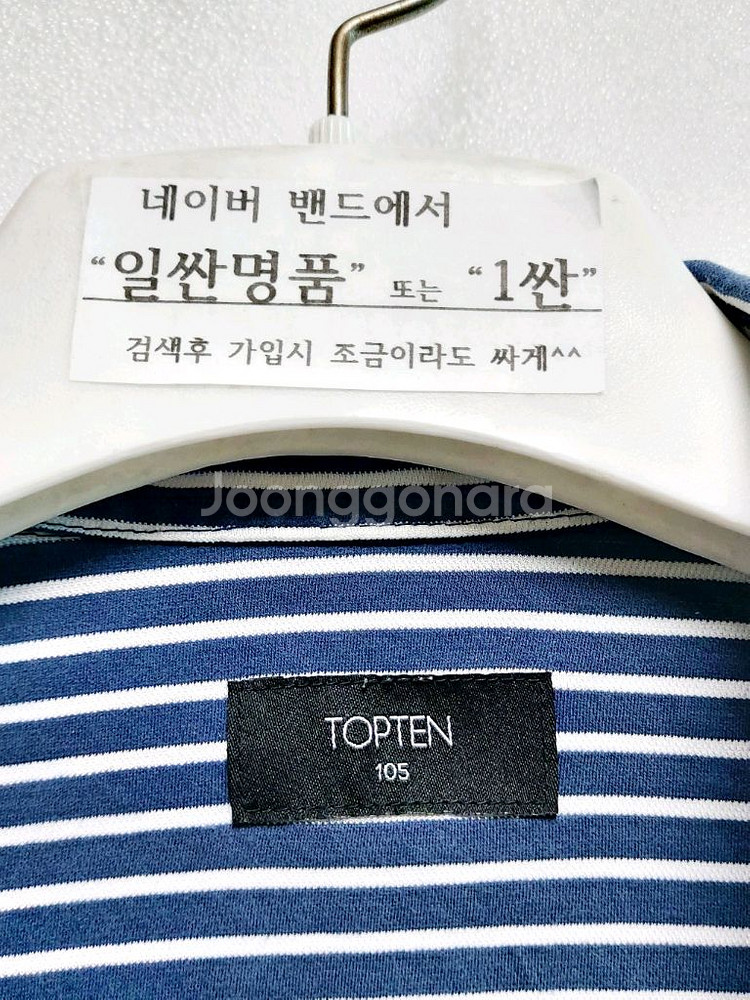 네이버 밴드에서
“일싼명품” 또는 “1싼”
검색후 가입시 조금이라도 싸게^^
Joonggonara
TOPTEN
105